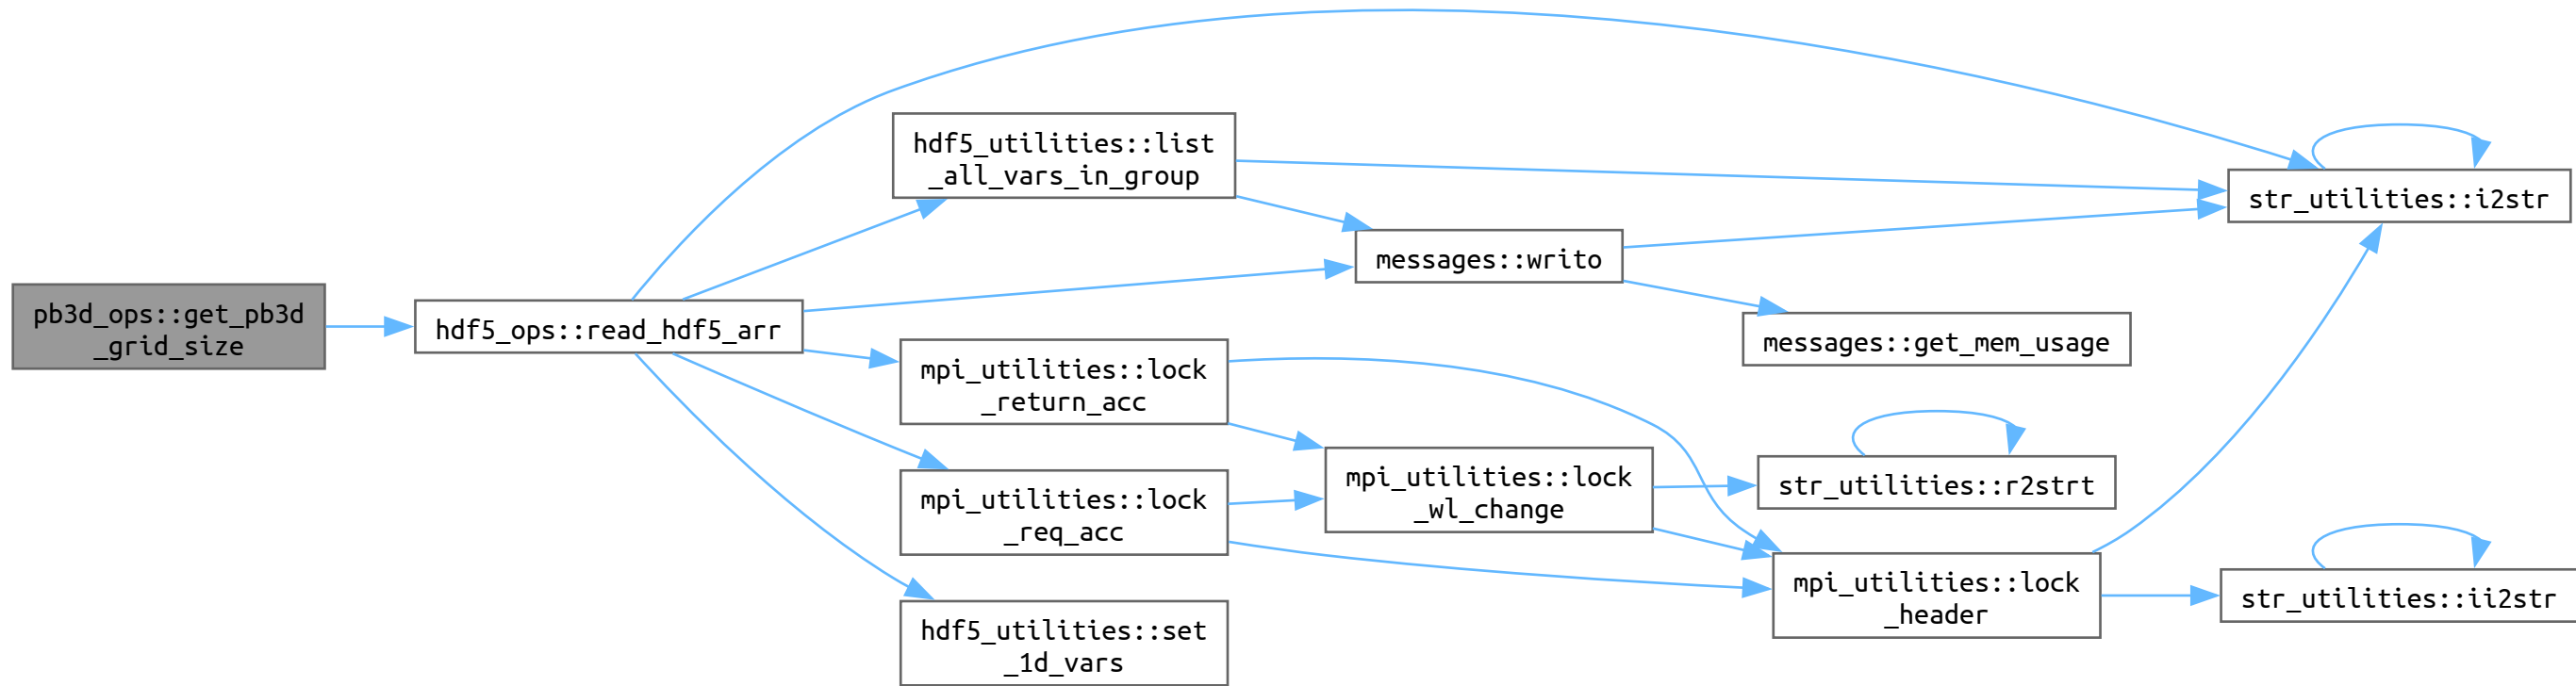 pb3d_ops::get_pb3d
_grid_size
hdf5_ops::read_hdf5_arr
hdf5_utilities::list
_all_vars_in_group
mpi_utilities::lock
_return_acc
mpi_utilities::lock
_req_acc
hdf5_utilities::set
_1d_vars
messages::writo
mpi_utilities::lock
_wl_change
messages::get_mem_usage
str_utilities::r2strt
mpi_utilities::lock
_header
str_utilities::i2str
str_utilities::ii2str